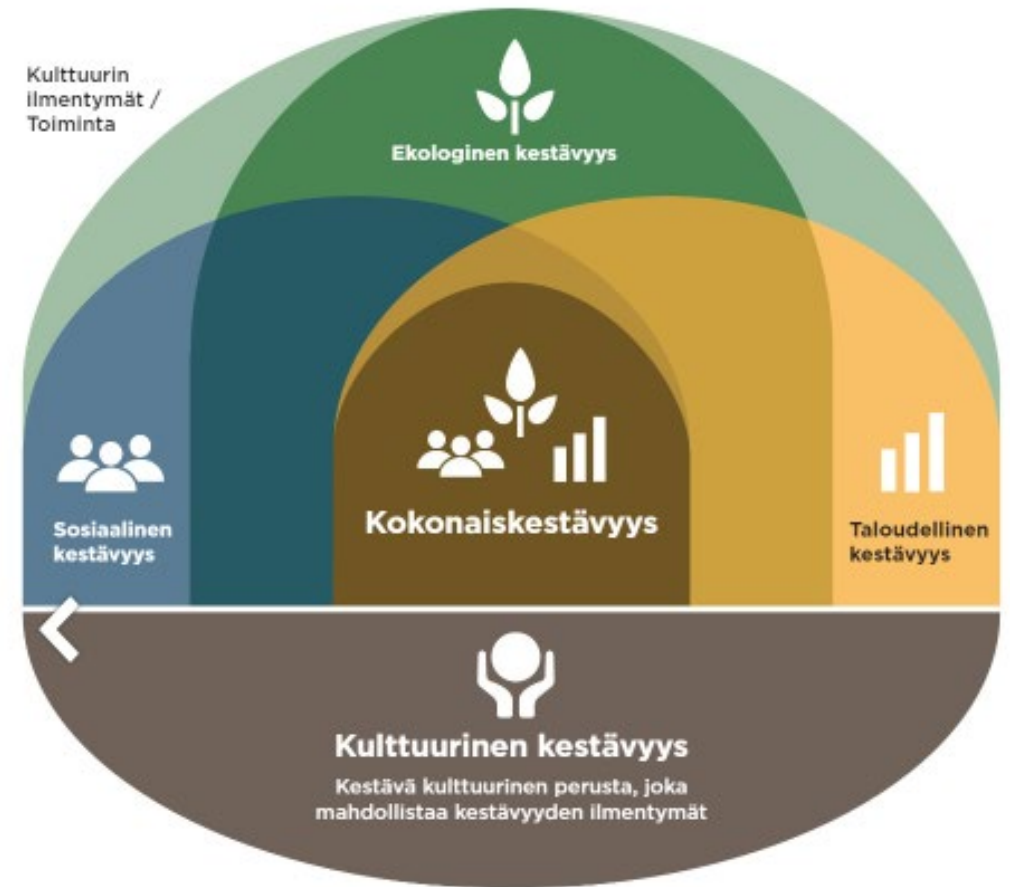 Kulttuurin
ilmentymät /
Toiminta
Ekologinen kestävyys
Sosiaalinen
kestävyys
Kokonaiskestävyys
Taloudellinen
kestävyys
Kulttuurinen kestävyys
Kestävä kulttuurinen perusta, joka
mahdollistaa kestävyyden ilmentymät